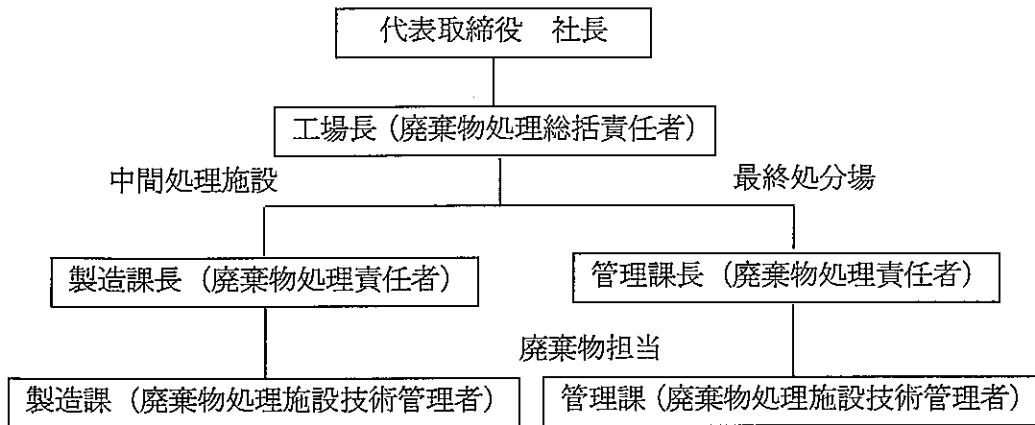 代表取締役　社長
工場長（廃棄物処理総括責任者）
中間処理施設
最終処分場
製造課長（廃棄物処理責任者）
管理課長（廃棄物処理責任者）
廃棄物担当
製造課（廃棄物処理施設技術管理者）
管理課（廃棄物処理施設技術管理者）